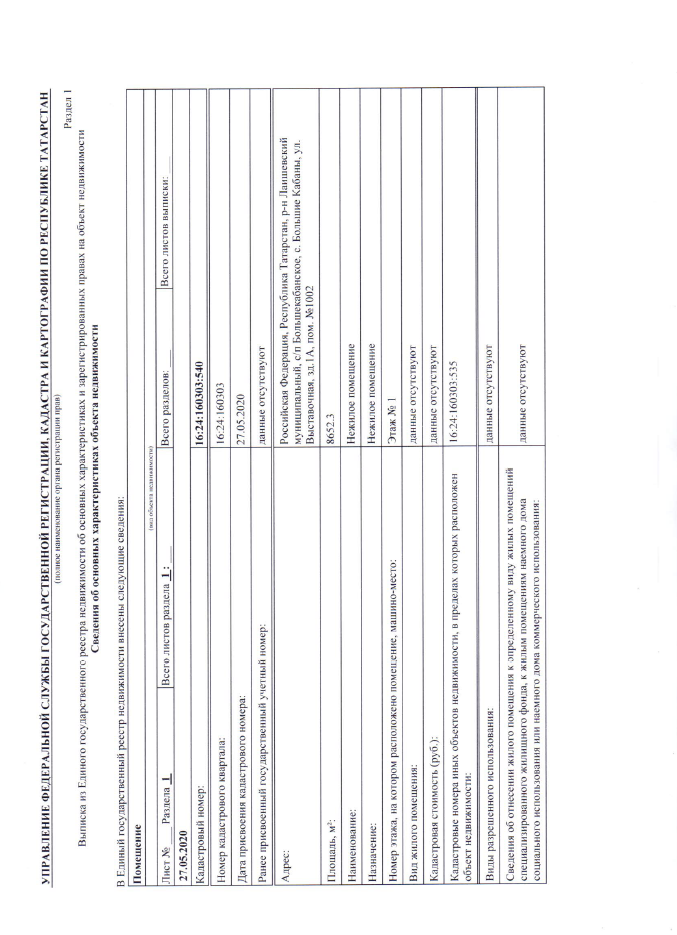 УПРАВЛЕНИЕ ФЕДЕРАЛЬНОЙ СЛУЖБЫ ГОСУДАРСТВЕННОЙ РЕГИСТРАЦИИ, КАДАСТРА И КАРТОГРАФИИ ПО РЕСПУБЛИКЕ ТАТАРСТАН
(полное наименование органа регистрации прав)
Раздел 1
Выписка из Единого государственного реестра недвижимости об основных характеристиках и зарегистрированных правах на объект недвижимости
Сведения об основных характеристиках объекта недвижимости
В Единый государственный реестр недвижимости внесены следующие сведения:
Помещение
(вид объекта недвижимости)
Лист № ___ Раздела 1 Всего листов раздела 1: ___ Всего разделов: ___ Всего листов выписки: ___
27.05.2020
Кадастровый номер: 16:24:160303:540
Номер кадастрового квартала: 16:24:160303
Дата присвоения кадастрового номера: 27.05.2020
Ранее присвоенный государственный учетный номер: данные отсутствуют
Адрес: Российская Федерация, Республика Татарстан, р-н Лаишевский
муниципальный, с/п Большекабанское, с. Большие Кабаны, ул.
Выставочная, зд.1А, пом. №1002
Площадь, м²: 8652.3
Наименование: Нежилое помещение
Назначение: Нежилое помещение
Номер этажа, на котором расположено помещение, машино-место: Этаж № 1
Вид жилого помещения: данные отсутствуют
Кадастровая стоимость (руб.): данные отсутствуют
Кадастровые номера иных объектов недвижимости, в пределах которых расположен 16:24:160303:535
объект недвижимости:
Виды разрешенного использования: данные отсутствуют
Сведения об отнесении жилого помещения к определенному виду жилых помещений
специализированного жилищного фонда, к жилым помещениям наемного дома данные отсутствуют
социального использования или наемного дома коммерческого использования: